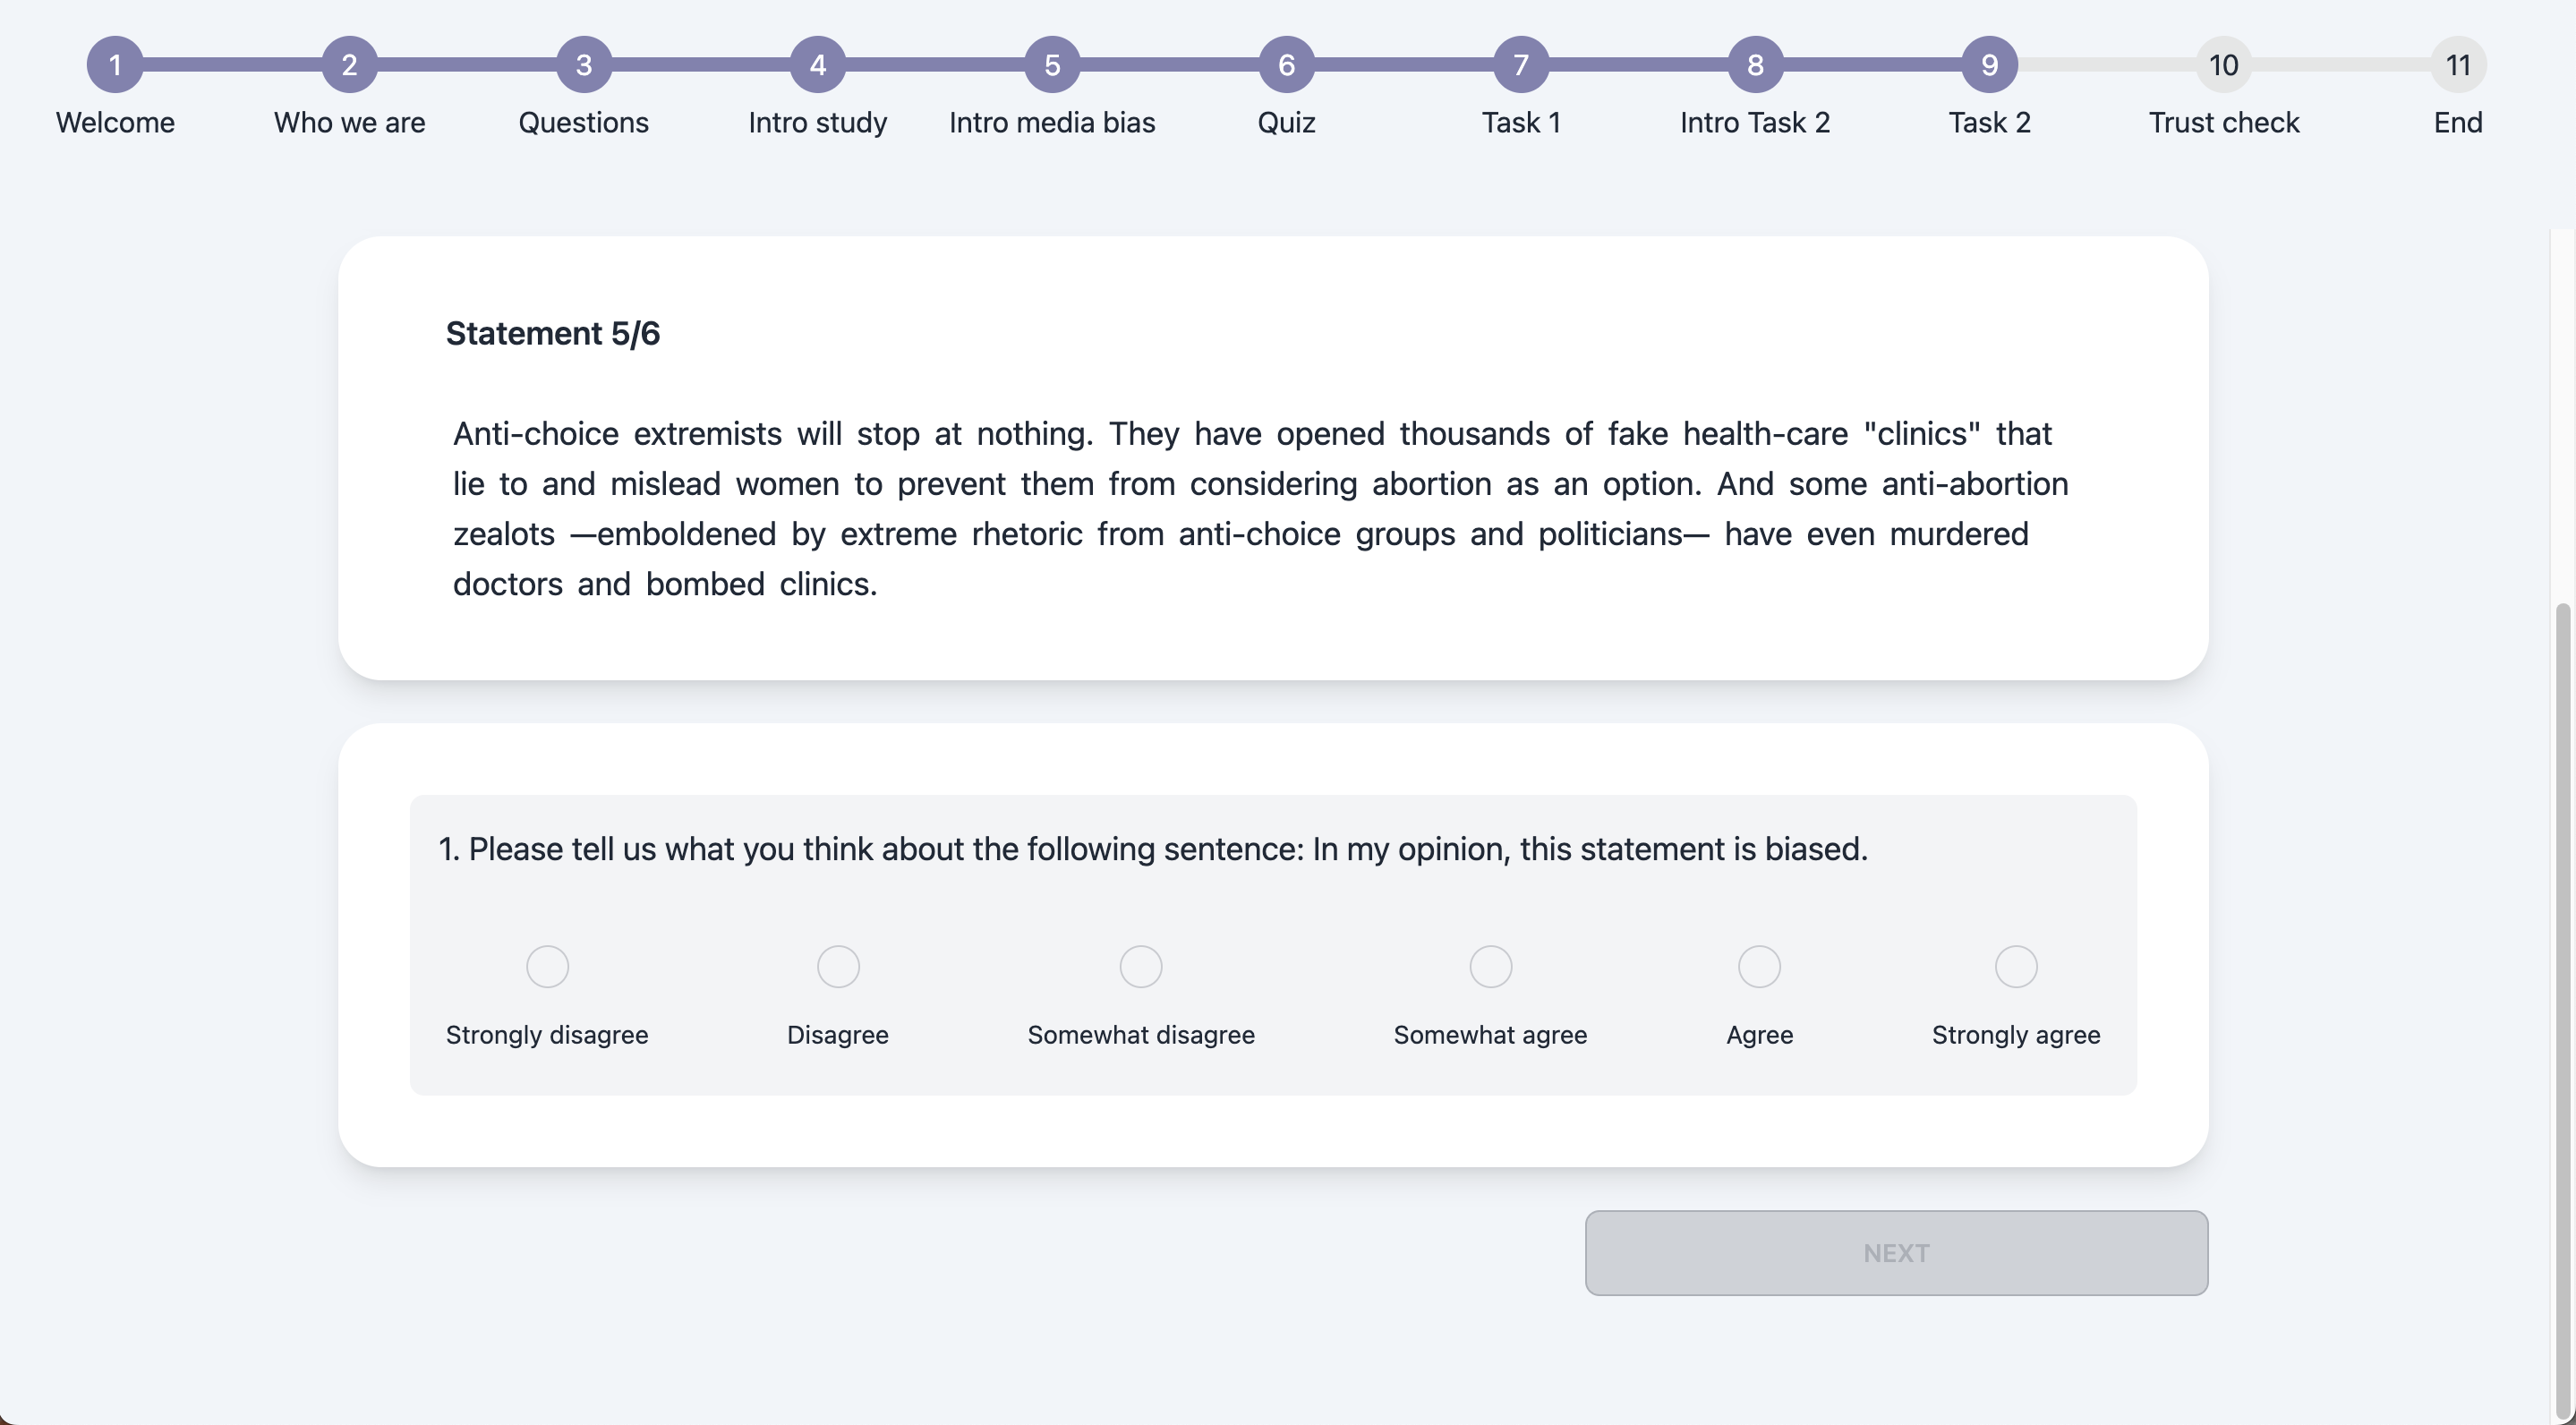 1 2 3 4 5 6 7 8 9 10 11
Welcome Who we are Questions Intro study Intro media bias Quiz Task 1 Intro Task 2 Task 2 Trust check End
Statement 5/6
Anti-choice extremists will stop at nothing. They have opened thousands of fake health-care "clinics" that
lie to and mislead women to prevent them from considering abortion as an option. And some anti-abortion
zealots —emboldened by extreme rhetoric from anti-choice groups and politicians— have even murdered
doctors and bombed clinics.
1. Please tell us what you think about the following sentence: In my opinion, this statement is biased.
Strongly disagree Disagree Somewhat disagree Somewhat agree Agree Strongly agree
NEXT